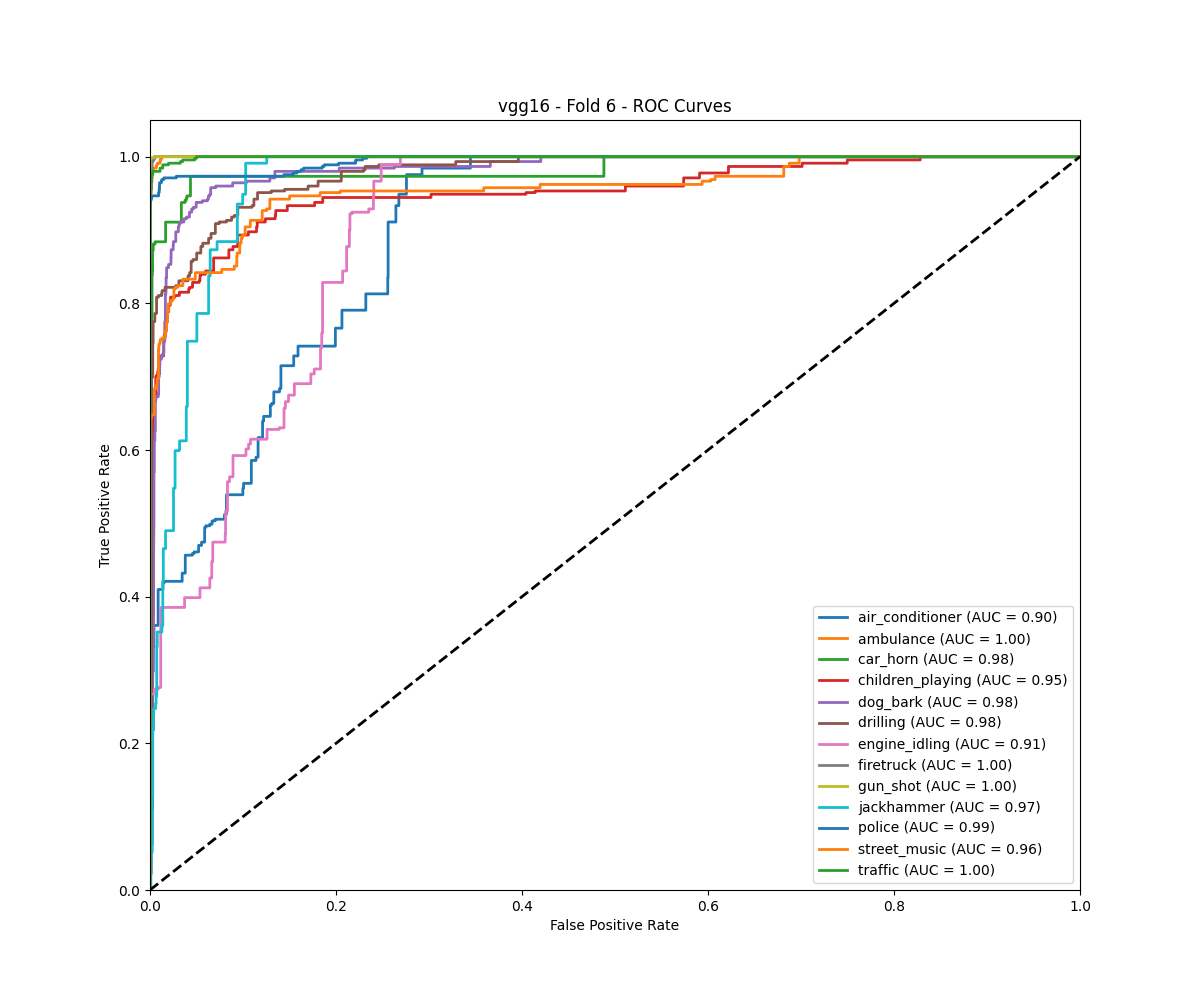 vgg16 - Fold 6 - ROC Curves
1.0
0.8
0.6
0.4
0.2
0.0
True Positive Rate
air_conditioner (AUC = 0.90)
ambulance (AUC = 1.00)
car_horn (AUC = 0.98)
children_playing (AUC = 0.95)
dog_bark (AUC = 0.98)
drilling (AUC = 0.98)
engine_idling (AUC = 0.91)
firetruck (AUC = 1.00)
gun_shot (AUC = 1.00)
jackhammer (AUC = 0.97)
police (AUC = 0.99)
street_music (AUC = 0.96)
traffic (AUC = 1.00)
0.0 0.2 0.4 0.6 0.8 1.0
False Positive Rate